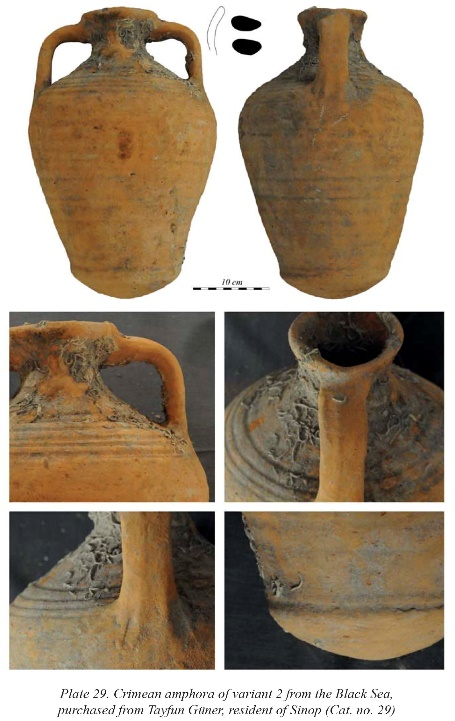 10 cm
Plate 29. Crimean amphora of variant 2 from the Black Sea,
purchased from Tayfun Güner, resident of Sinop (Cat. no. 29)